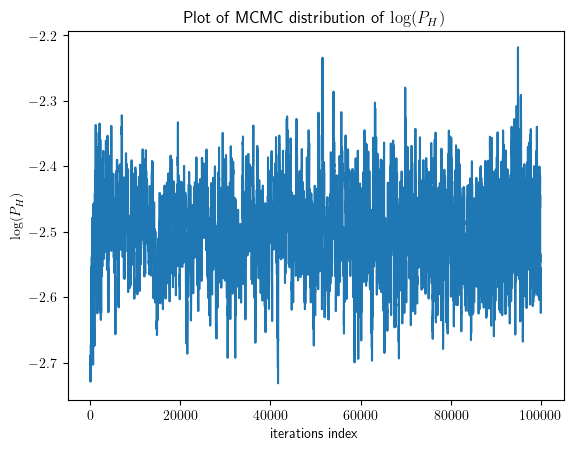 Plot of MCMC distribution of log(P_H)
−2.2
−2.3
−2.4
−2.5
−2.6
−2.7
log(P_H)
0 20000 40000 60000 80000 100000
iterations index